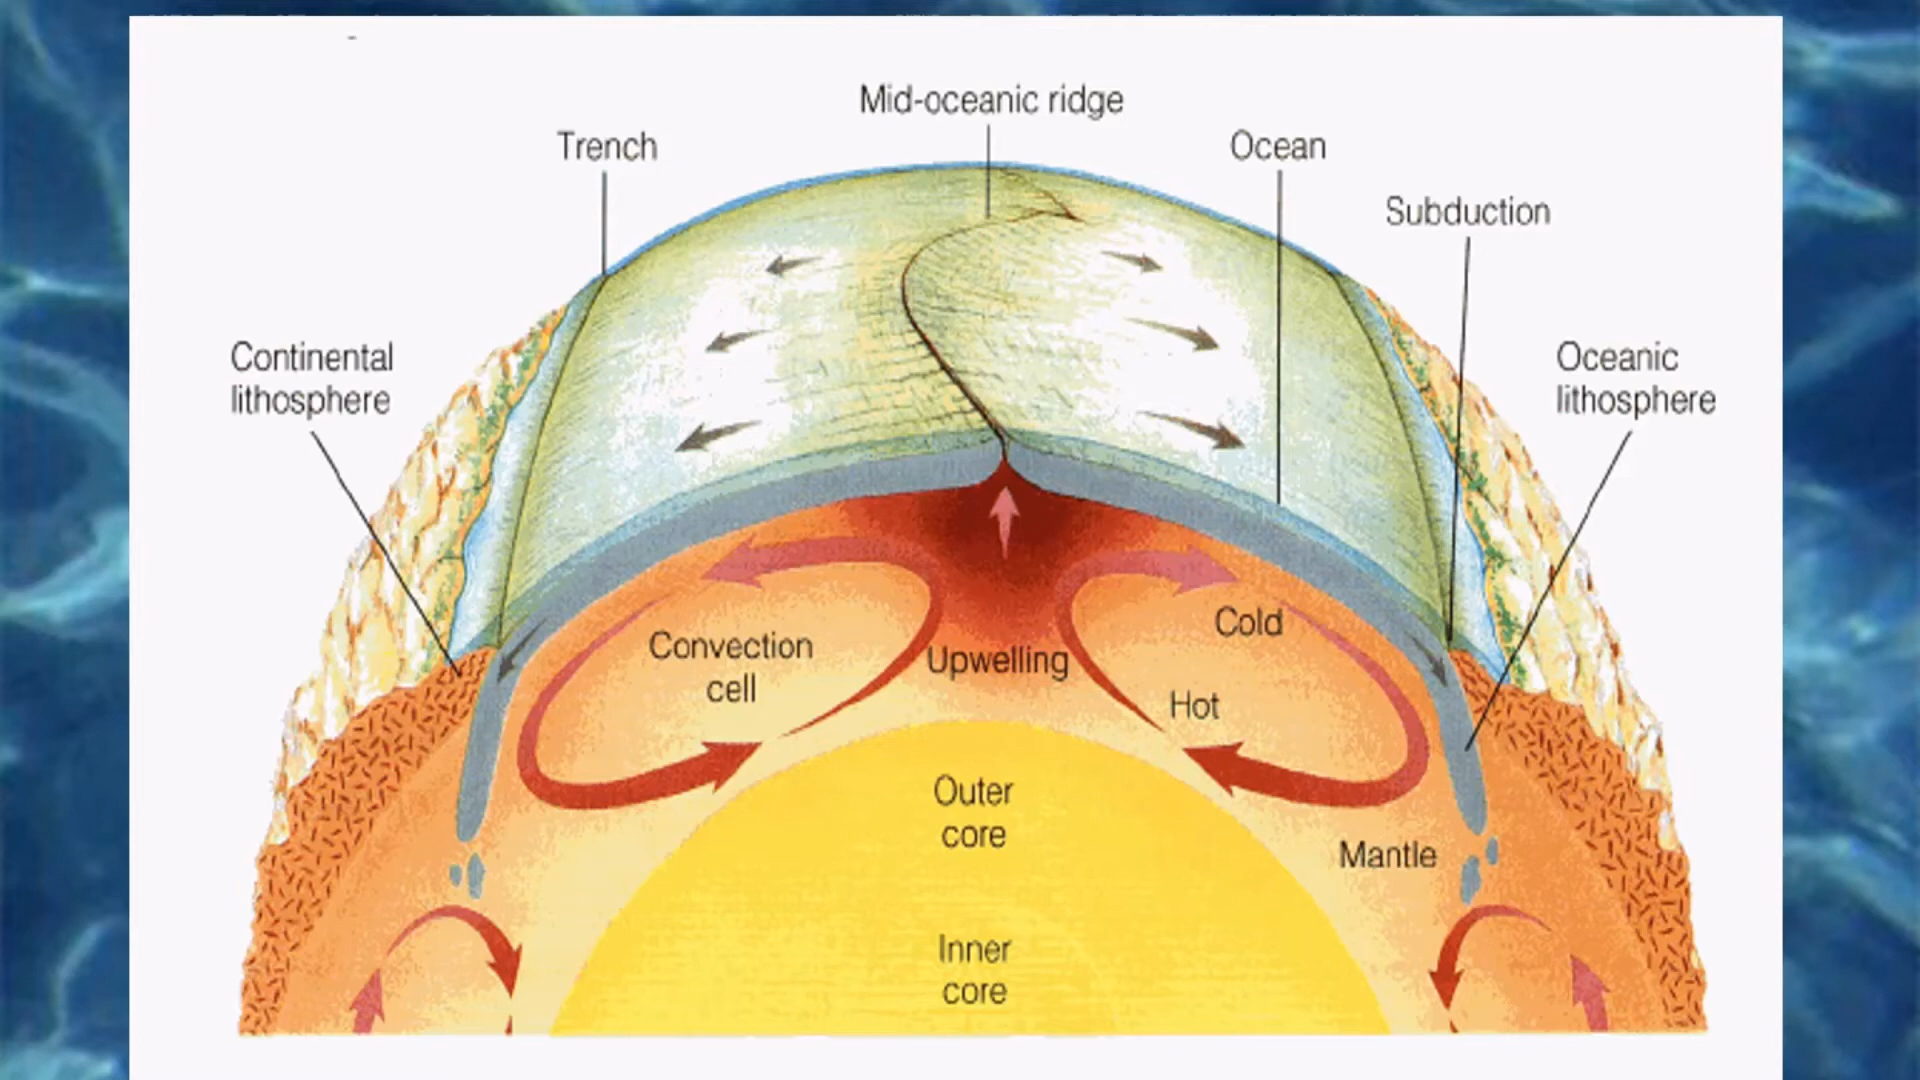 Mid-oceanic ridge
Trench
Ocean
Subduction
Continental
lithosphere
Oceanic
lithosphere
Cold
Convection
cell
Upwelling
Hot
Outer
core
Mantle
Inner
core